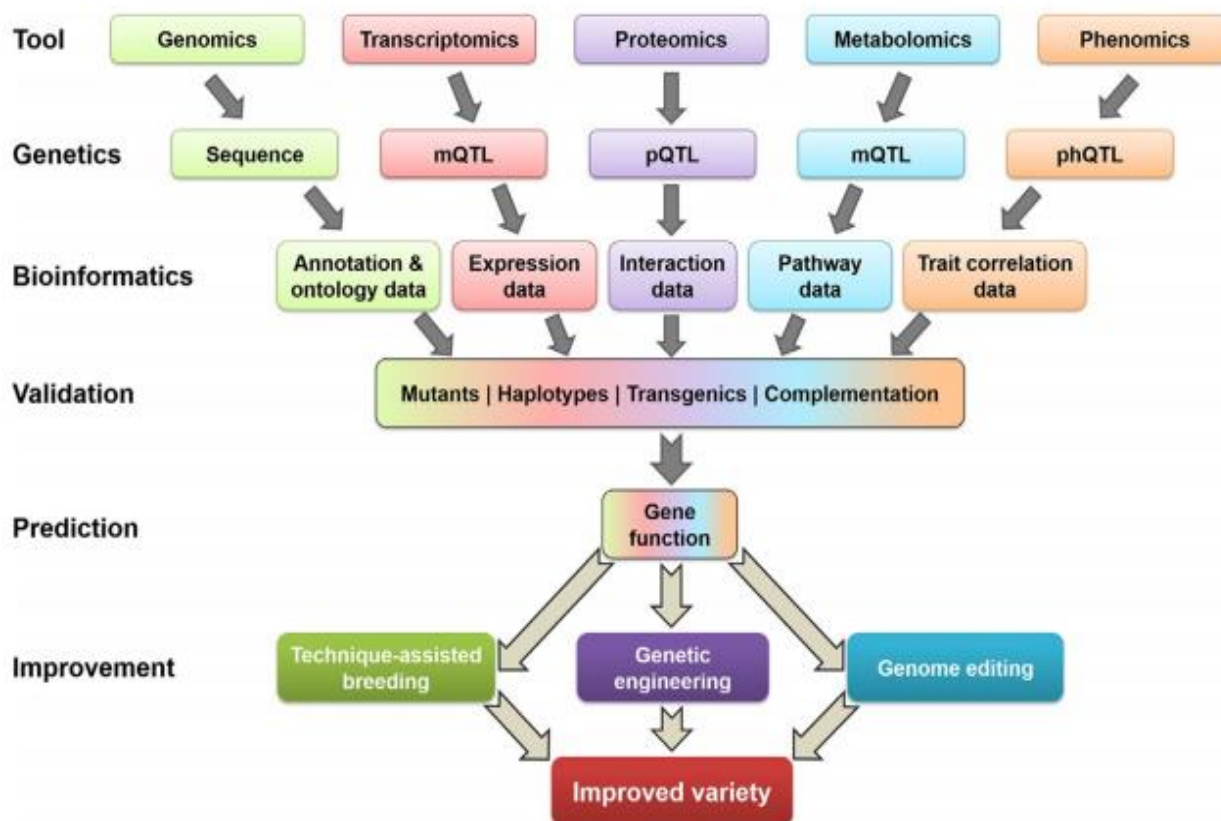 Tool Genomics Transcriptomics Proteomics Metabolomics Phenomics
Genetics Sequence mQTL pQTL mQTL phQTL
Bioinformatics
Annotation &
ontology data
Expression
data
Interaction
data
Pathway
data
Trait correlation
data
Validation Mutants | Haplotypes | Transgenics | Complementation
Prediction
Gene
function
Improvement
Technique-assisted
breeding
Genetic
engineering
Genome editing
Improved variety